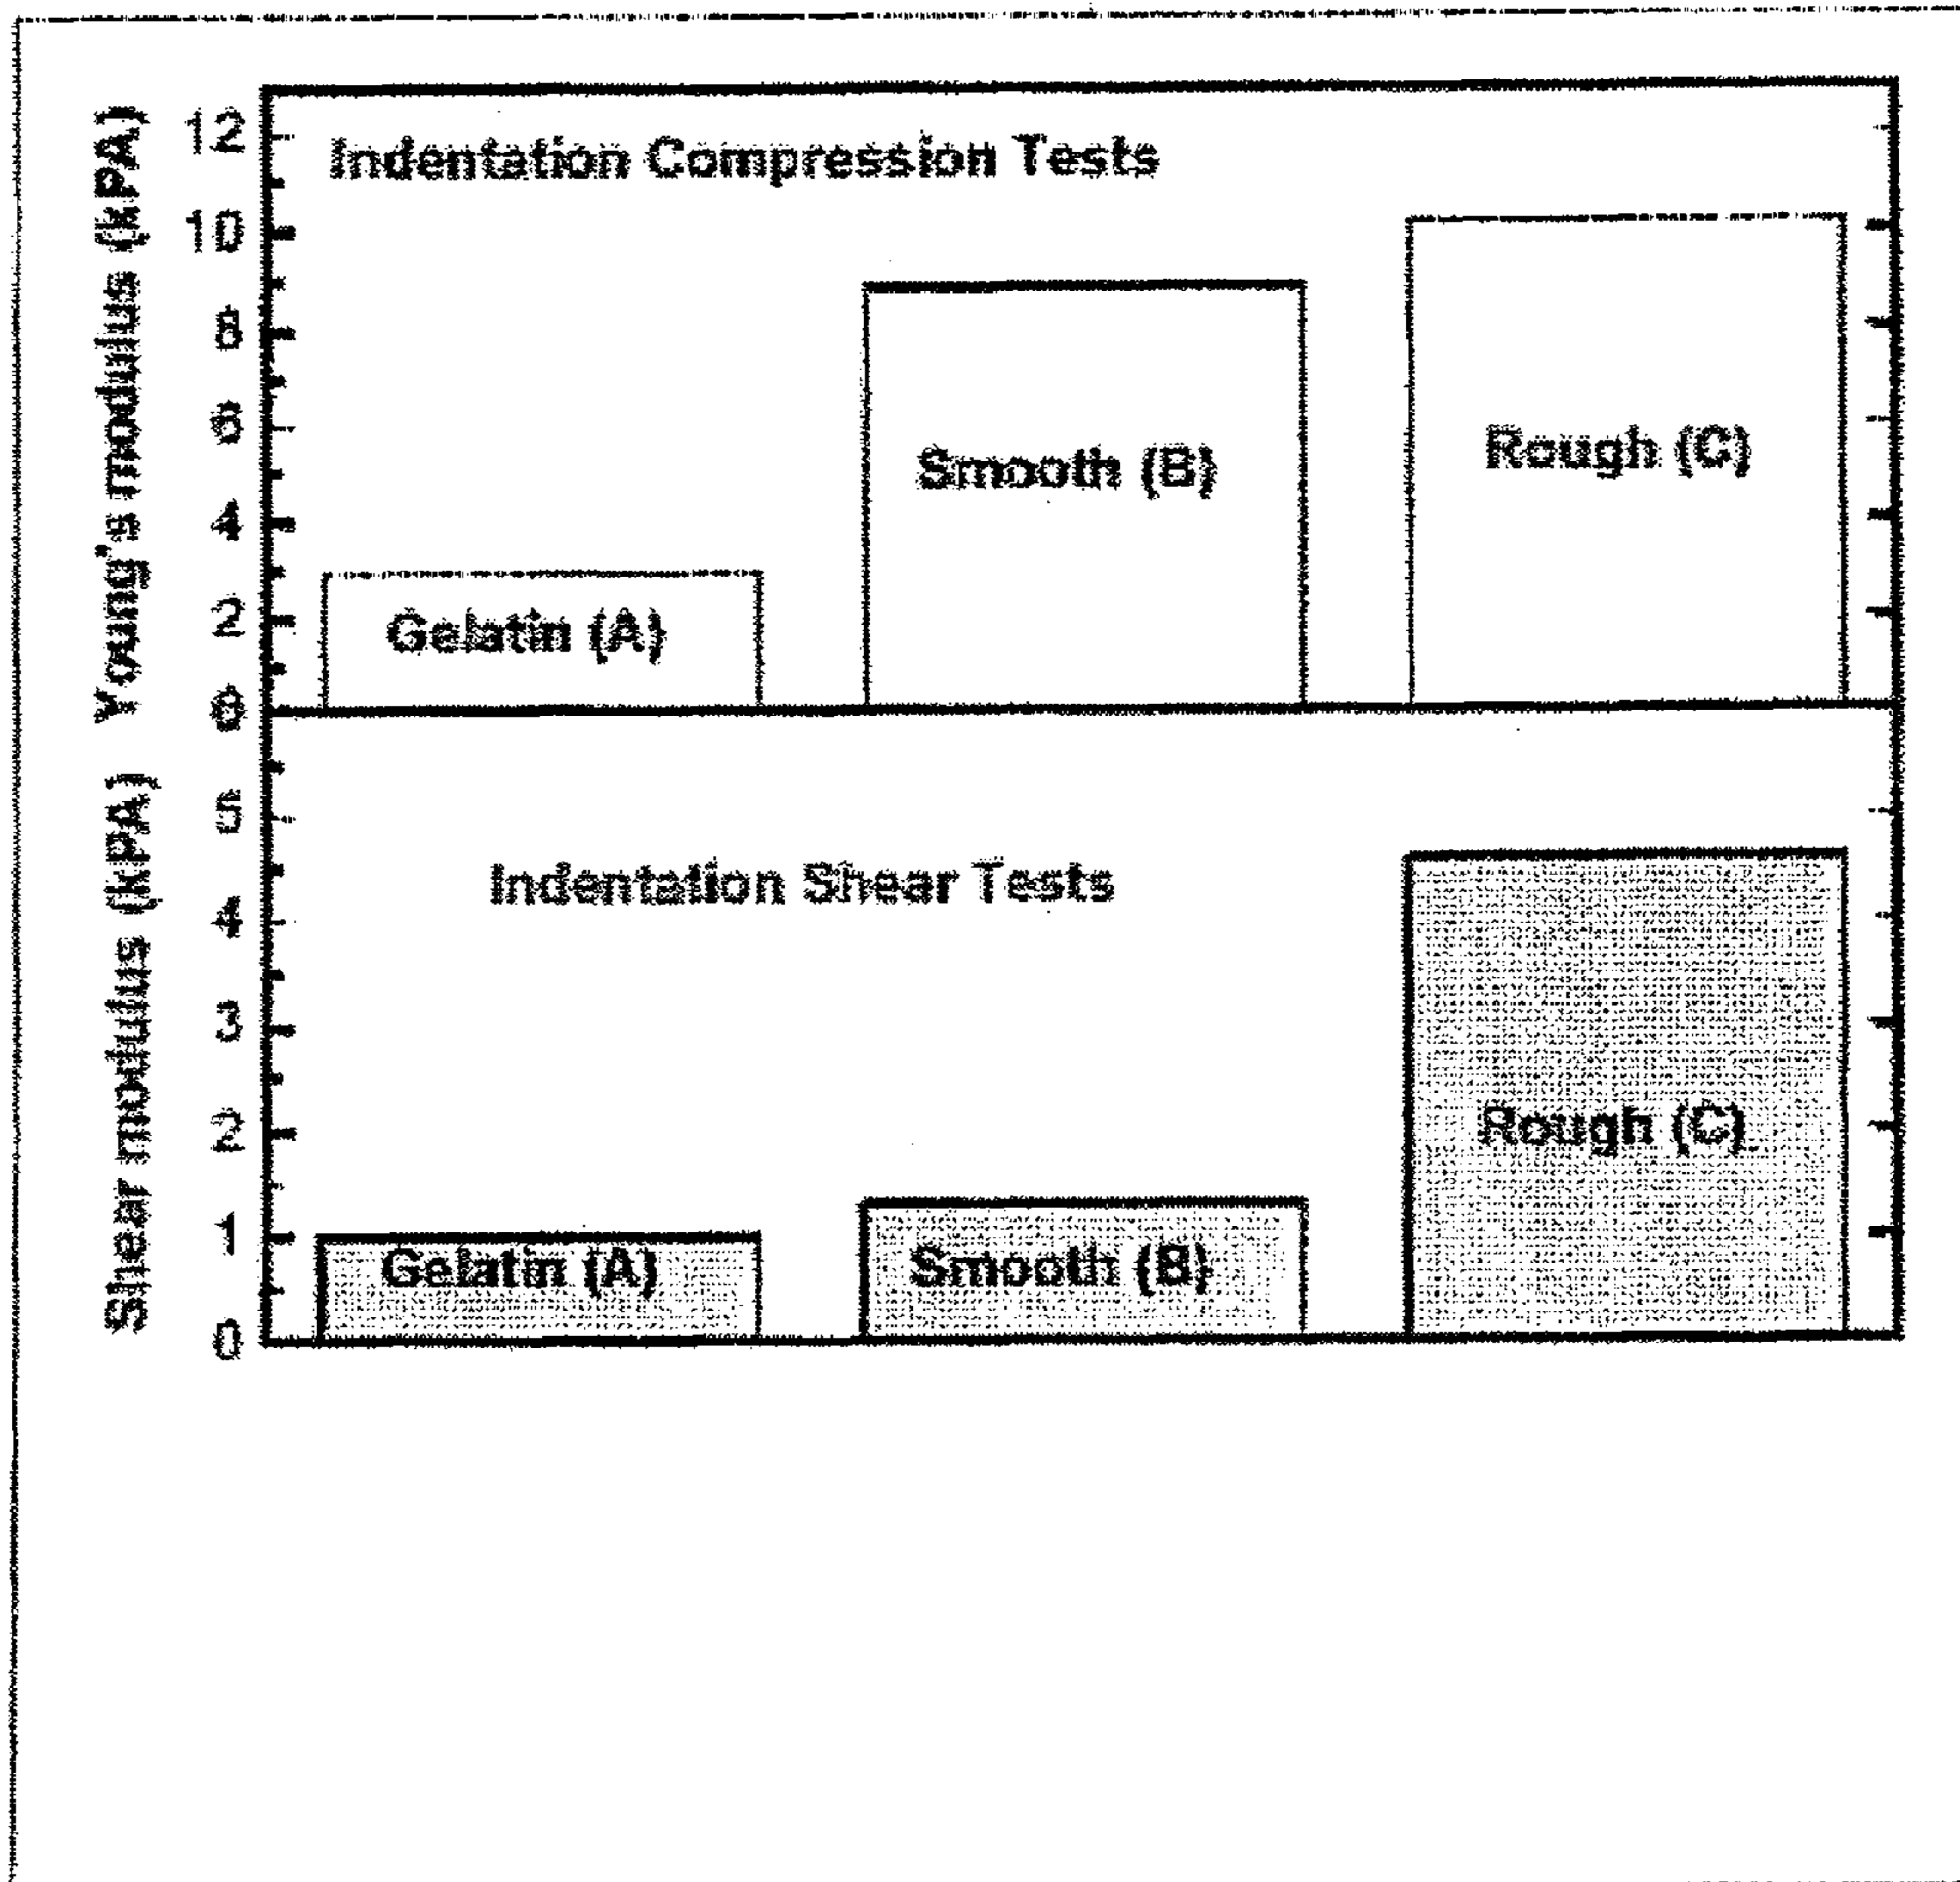 Young's modulus (kPA)
12
10
8
6
4
2
0
Indentation Compression Tests
Gelatin (A)
Smooth (B)
Rough (C)
Shear modulus (kPA)
5
4
3
2
1
0
Indentation Shear Tests
Gelatin (A)
Smooth (B)
Rough (C)